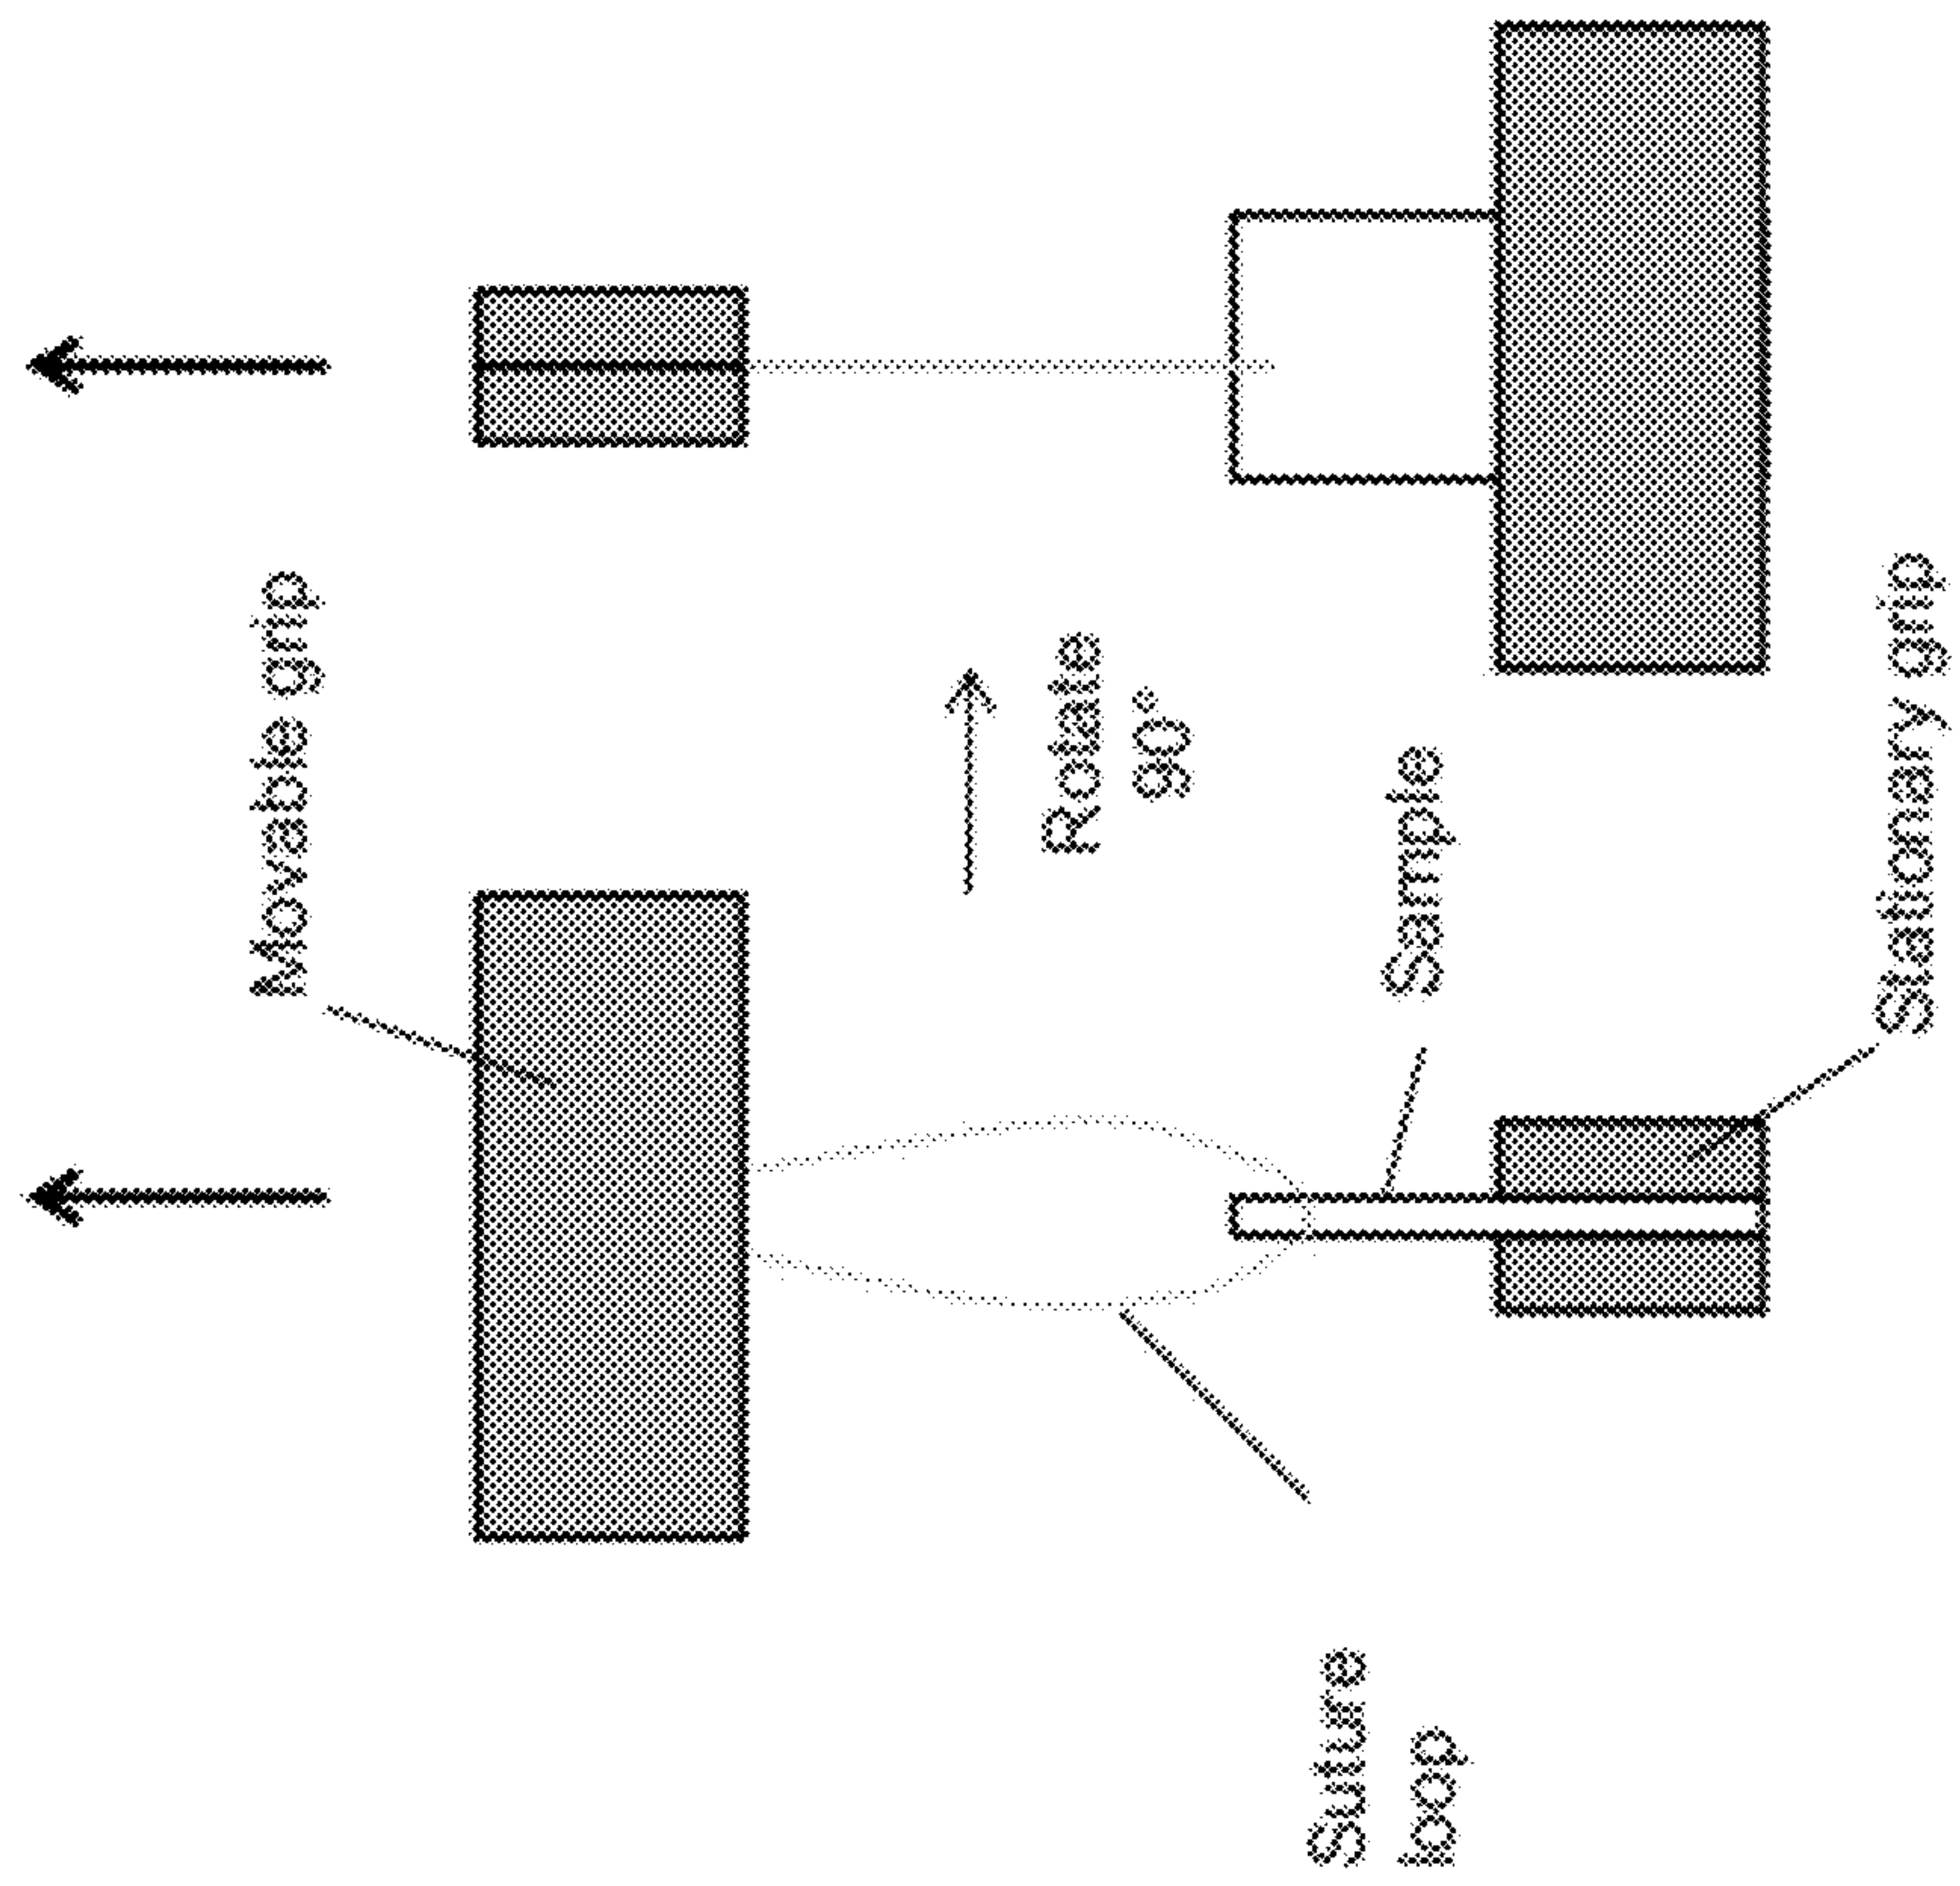 Movable grip
Rotate
90°
Sample
Stationary grip
Suture
loop